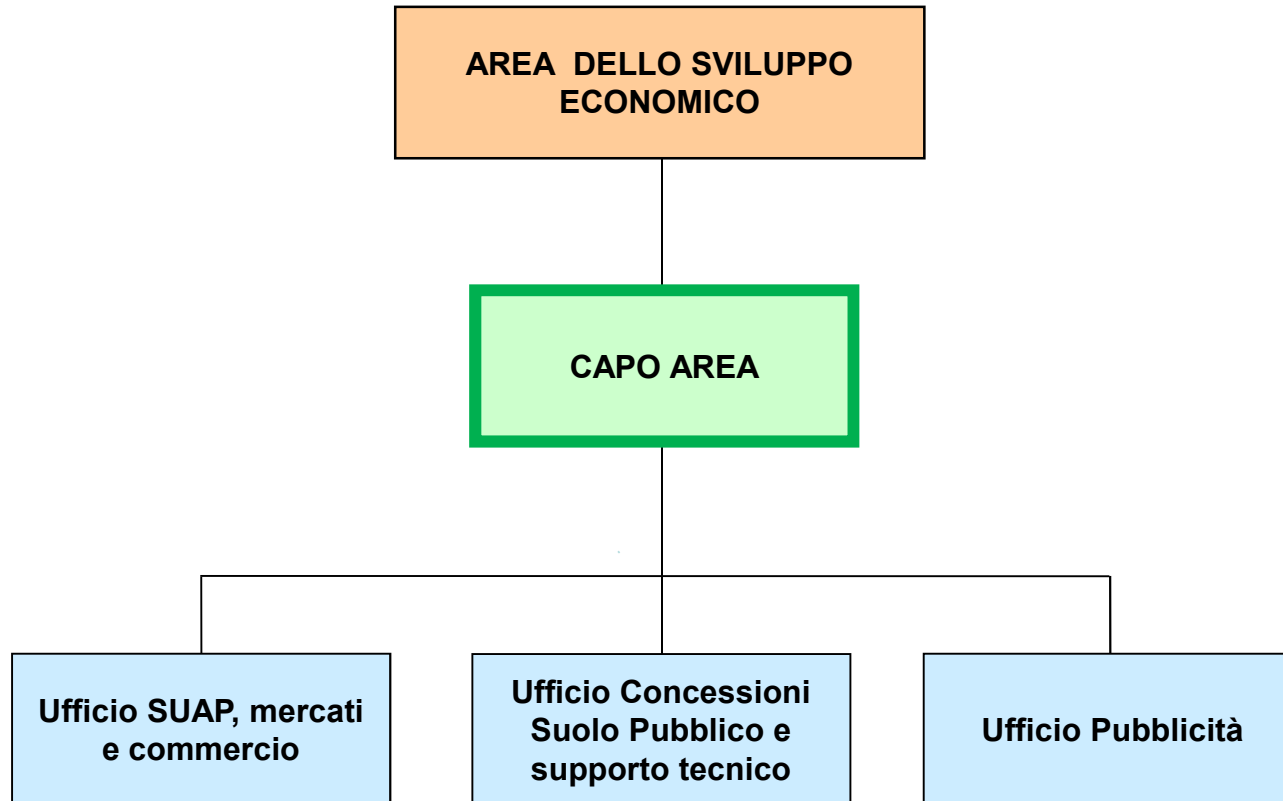 AREA  DELLO SVILUPPO
ECONOMICO
CAPO AREA
Ufficio SUAP, mercati
e commercio
Ufficio Concessioni
Suolo Pubblico e
supporto tecnico
Ufficio Pubblicità